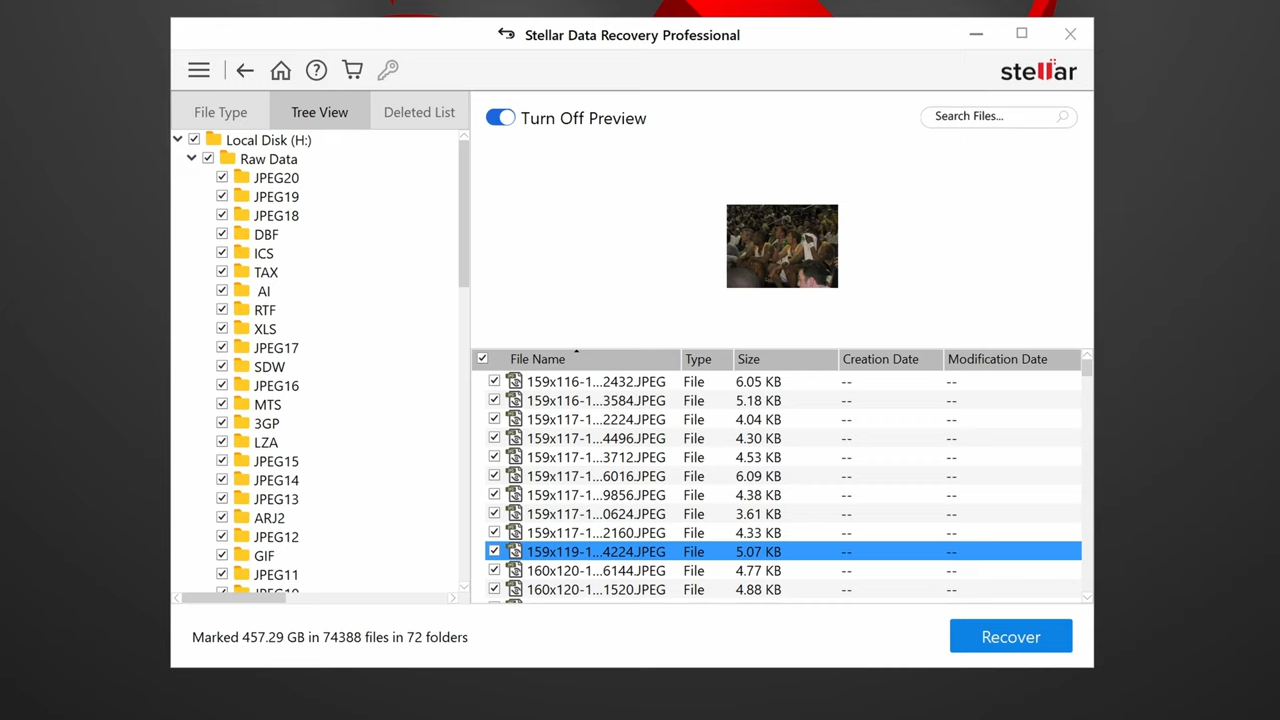 Stellar Data Recovery Professional
stellar
File Type
Tree View
Deleted List
Turn Off Preview
Search Files...
Local Disk (H:)
Raw Data
JPEG20
JPEG19
JPEG18
DBF
ICS
TAX
AI
RTF
XLS
JPEG17
SDW
JPEG16
MTS
3GP
LZA
JPEG15
JPEG14
JPEG13
ARJ2
JPEG12
GIF
JPEG11
File Name Type Size Creation Date Modification Date
159x116-1...2432.JPEG File 6.05 KB -- --
159x116-1...3584.JPEG File 5.18 KB -- --
159x117-1...2224.JPEG File 4.04 KB -- --
159x117-1...4496.JPEG File 4.30 KB -- --
159x117-1...3712.JPEG File 4.53 KB -- --
159x117-1...6016.JPEG File 6.09 KB -- --
159x117-1...9856.JPEG File 4.38 KB -- --
159x117-1...0624.JPEG File 3.61 KB -- --
159x117-1...2160.JPEG File 4.33 KB -- --
159x119-1...4224.JPEG File 5.07 KB -- --
160x120-1...6144.JPEG File 4.77 KB -- --
160x120-1...1520.JPEG File 4.88 KB -- --
Marked 457.29 GB in 74388 files in 72 folders
Recover